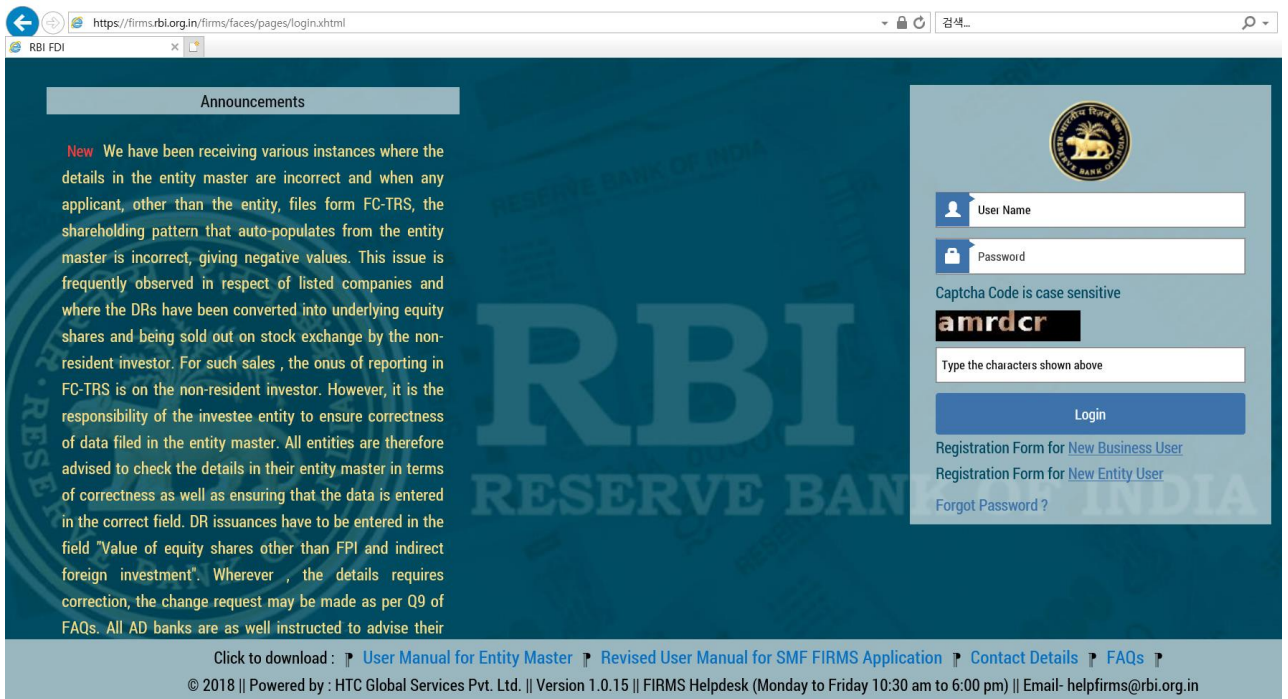 https://firms.rbi.org.in/firms/faces/pages/login.xhtml
검색...
RBI FDI
Announcements
New We have been receiving various instances where the
details in the entity master are incorrect and when any
applicant, other than the entity, files form FC-TRS, the
shareholding pattern that auto-populates from the entity
master is incorrect, giving negative values. This issue is
frequently observed in respect of listed companies and
where the DRs have been converted into underlying equity
shares and being sold out on stock exchange by the non-
resident investor. For such sales , the onus of reporting in
FC-TRS is on the non-resident investor. However, it is the
responsibility of the investee entity to ensure correctness
of data filed in the entity master. All entities are therefore
advised to check the details in their entity master in terms
of correctness as well as ensuring that the data is entered
in the correct field. DR issuances have to be entered in the
field "Value of equity shares other than FPI and indirect
foreign investment". Wherever , the details requires
correction, the change request may be made as per Q9 of
FAQs. All AD banks are as well instructed to advise their
RBI
RESERVE BANK OF INDIA
User Name
Password
Captcha Code is case sensitive
amrdcr
Type the characters shown above
Login
Registration Form for New Business User
Registration Form for New Entity User
Forgot Password ?
Click to download : User Manual for Entity Master Revised User Manual for SMF FIRMS Application Contact Details FAQs
© 2018 || Powered by : HTC Global Services Pvt. Ltd. || Version 1.0.15 || FIRMS Helpdesk (Monday to Friday 10:30 am to 6:00 pm) || Email- helpfirms@rbi.org.in